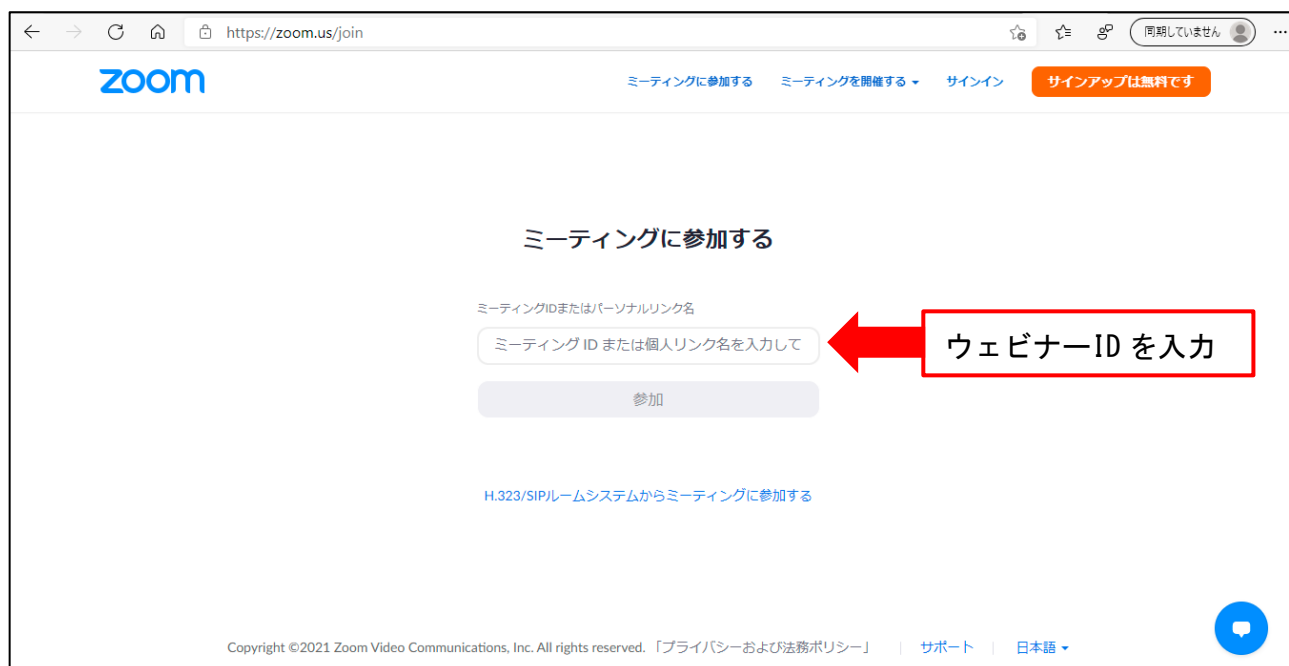 https://zoom.us/join
同期していません
zoom
ミーティングに参加する ミーティングを開催する サインイン サインアップは無料です
ミーティングに参加する
ミーティングIDまたはパーソナルリンク名
ミーティング ID または個人リンク名を入力して
ウェビナーID を入力
参加
H.323/SIPルームシステムからミーティングに参加する
Copyright ©2021 Zoom Video Communications, Inc. All rights reserved. 「プライバシーおよび法務ポリシー」 サポート 日本語